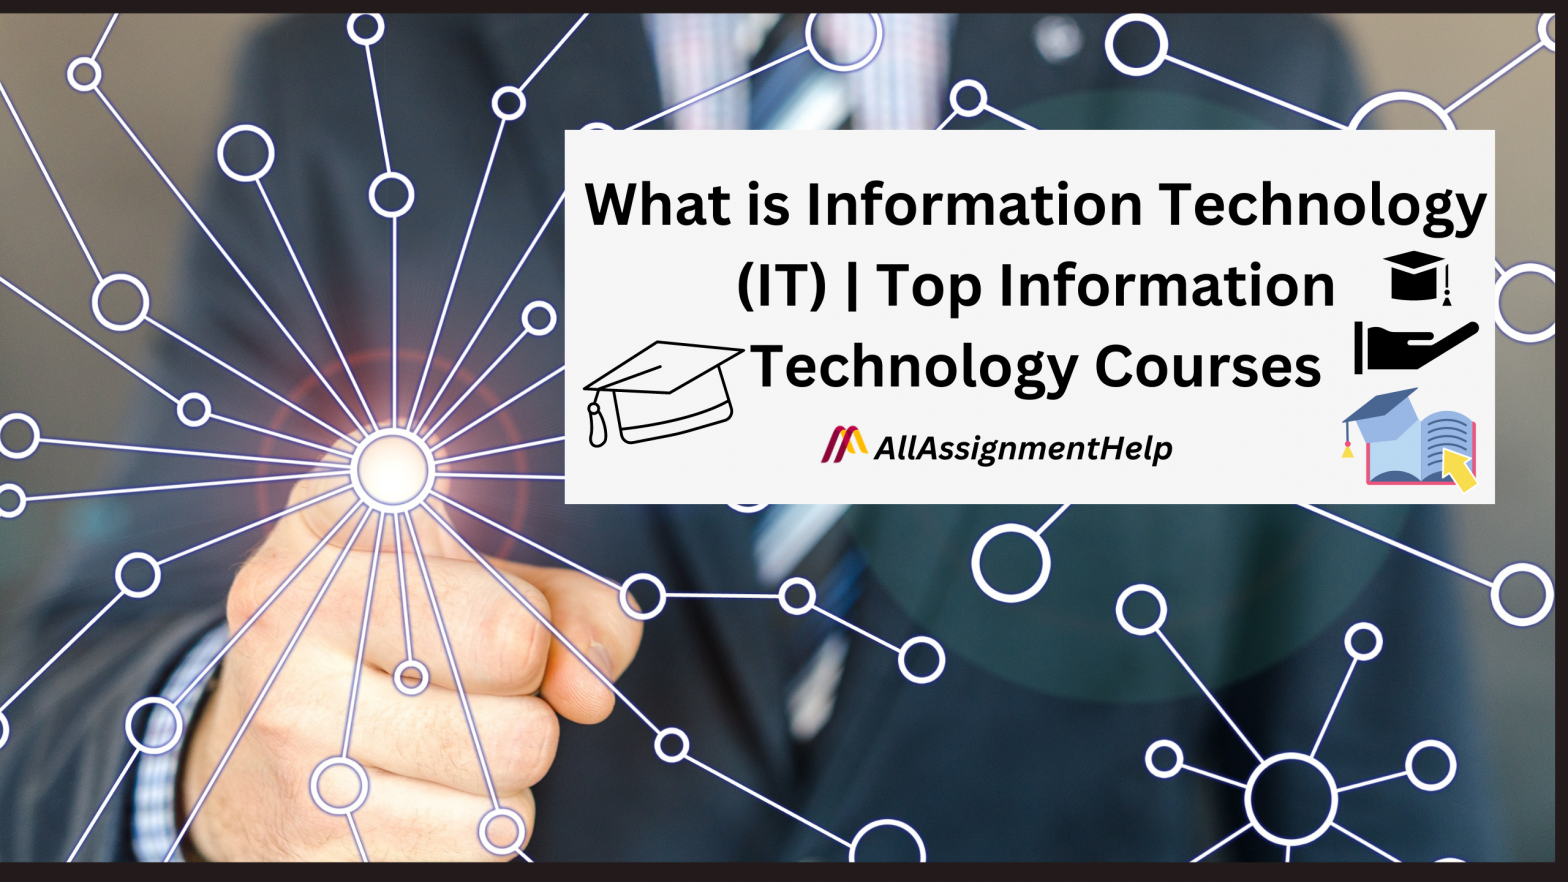 What is Information Technology
(IT) | Top Information
Technology Courses
AllAssignmentHelp